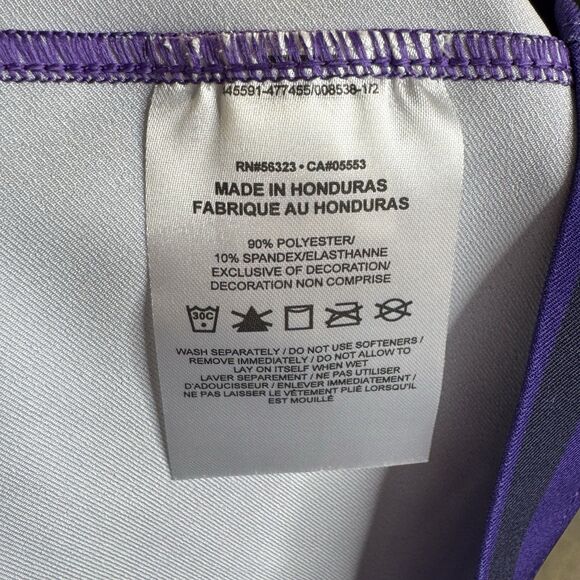 45591-477455/008538-1/2
RN#56323 • CA#05553
MADE IN HONDURAS
FABRIQUE AU HONDURAS
90% POLYESTER/
10% SPANDEX/ELASTHANNE
EXCLUSIVE OF DECORATION/
DECORATION NON COMPRISE
30C
WASH SEPARATELY / DO NOT USE SOFTENERS /
REMOVE IMMEDIATELY / DO NOT ALLOW TO
LAY ON ITSELF WHEN WET
LAVER SEPAREMENT / NE PAS UTILISER
D'ADOUCISSEUR / ENLEVER IMMÉDIATEMENT /
NE PAS LAISSER LE VÊTEMENT PLIÉ LORSQU'IL
EST MOUILLÉ